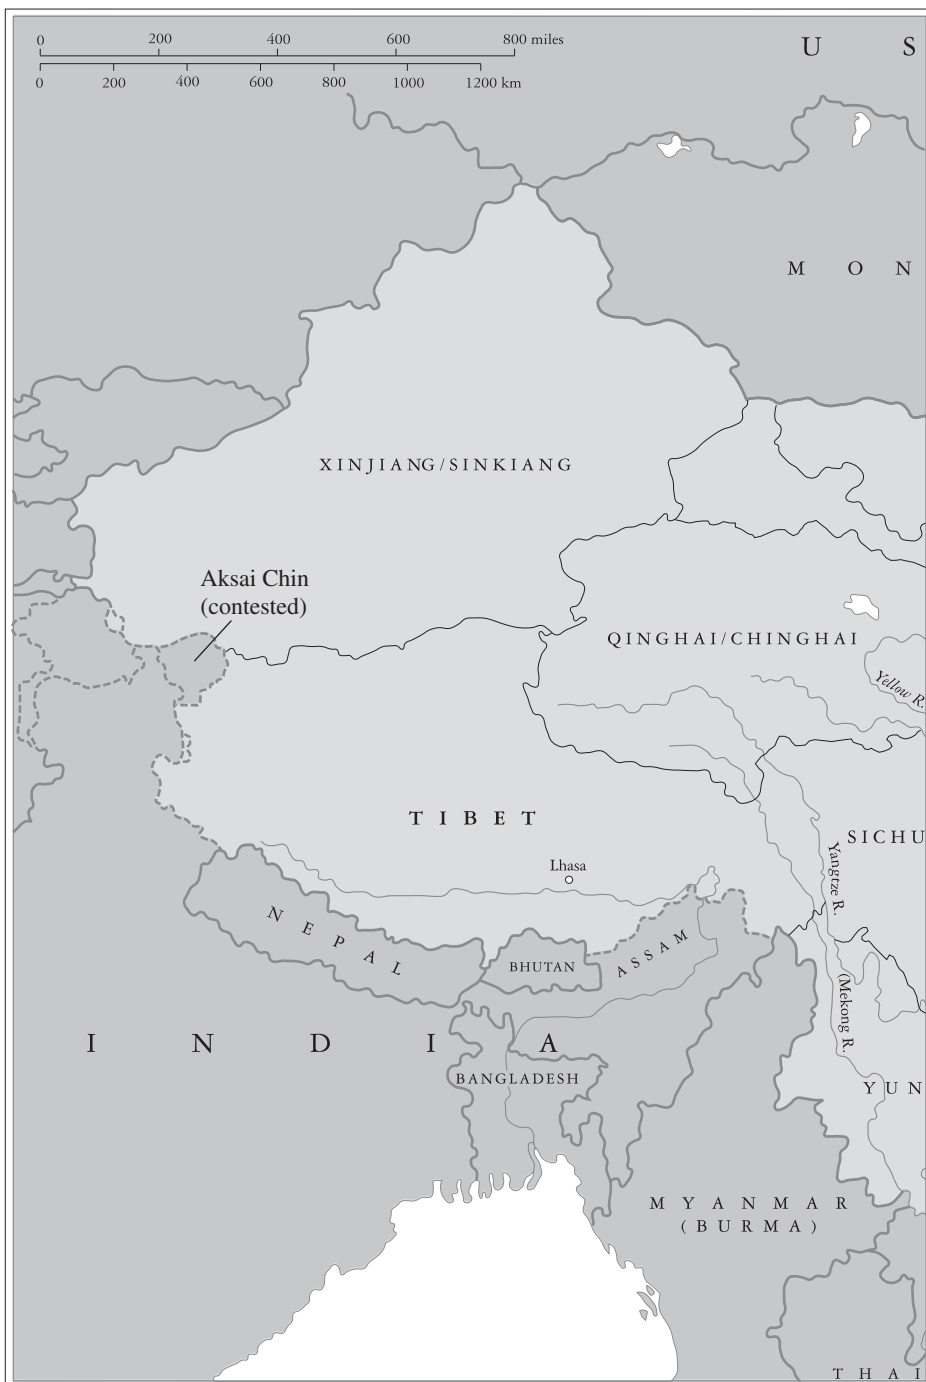 0 200 400 600 800 miles
0 200 400 600 800 1000 1200 km
U S
M O N
XINJIANG/SINKIANG
Aksai Chin
(contested)
QINGHAI/CHINGHAI
Yellow R.
TIBET
SICHU
Lhasa
Yangtze R.
NEPAL
BHUTAN
ASSAM
(Mekong R.
INDIA
BANGLADESH
YUN
MYANMAR
(BURMA)
THAI